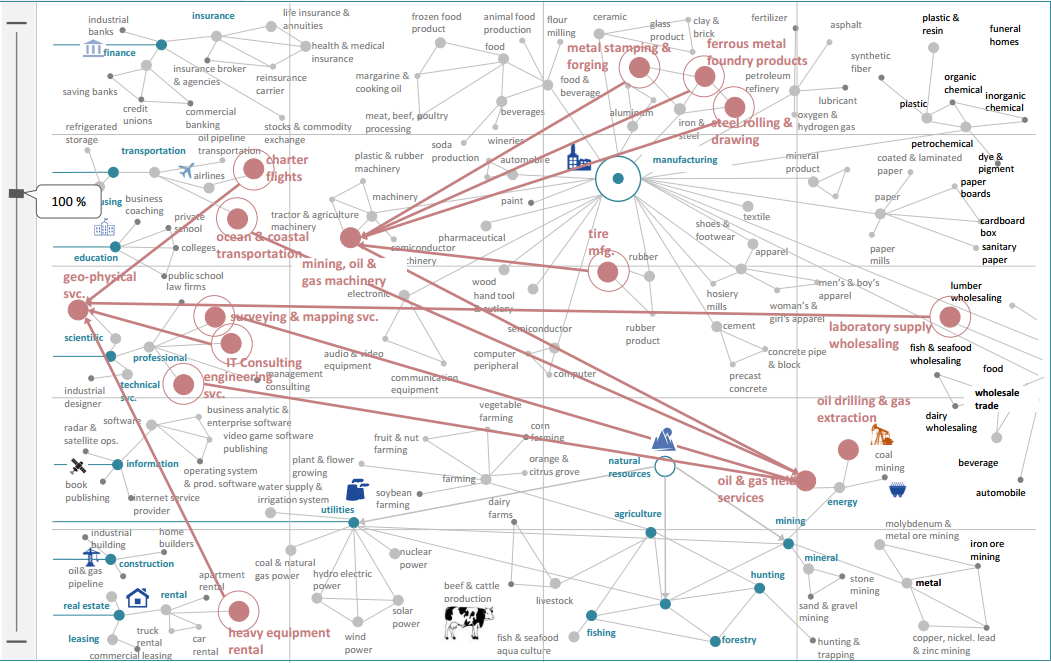 industrial
banks
insurance
life insurance &
annuities
finance
health & medical
insurance
insurance broker
& agencies
reinsurance
carrier
saving banks
credit
unions
commercial
banking
stocks & commodity
exchange
frozen food
product
animal food
production
food
margarine &
cooking oil
meat, beef, poultry
processing
beverages
wineries
soda
production
flour
milling
food &
beverage
ceramic
glass
product
clay &
brick
metal stamping &
forging
ferrous metal
foundry products
aluminum
iron &
steel
steel rolling &
drawing
fertilizer
asphalt
petroleum
refinery
lubricant
oxygen &
hydrogen gas
synthetic
fiber
plastic &
resin
funeral
homes
organic
chemical
inorganic
chemical
plastic
petrochemical
dye &
pigment
refrigerated
storage
transportation
oil pipeline
transportation
airlines
charter
flights
100 %
using
business
coaching
private
school
colleges
education
public school
law firms
ocean & coastal
transportation
plastic & rubber
machinery
machinery
tractor & agriculture
machinery
semiconductor
chinery
mining, oil &
gas machinery
automobile
manufacturing
paint
pharmaceutical
tire
mfg.
rubber
rubber
product
shoes &
footwear
textile
apparel
mineral
product
coated & laminated
paper
paper
paper
boards
cardboard
box
sanitary
paper
paper
mills
geo-physical
svc.
scientific
surveying & mapping svc.
IT Consulting
professional
engineering
svc.
management
consulting
technical
svc.
industrial
designer
electronic
wood
hand tool
& cutlery
semiconductor
audio & video
equipment
communication
equipment
computer
peripheral
computer
hosiery
mills
woman's &
girl's apparel
men's & boy's
apparel
cement
concrete pipe
& block
precast
concrete
laboratory supply
wholesaling
lumber
wholesaling
fish & seafood
wholesaling
food
wholesale
trade
dairy
wholesaling
beverage
automobile
software
business analytic &
enterprise software
video game software
publishing
radar &
satellite ops.
information
operating system
& prod. software
book
publishing
internet service
provider
vegetable
farming
corn
farming
fruit & nut
farming
orange &
citrus grove
plant & flower
growing
farming
water supply &
irrigation system
soybean
farming
utilities
dairy
farms
natural
resources
agriculture
oil drilling & gas
extraction
coal
mining
oil & gas field
services
energy
mining
industrial
building
home
builders
construction
oil& gas
pipeline
real estate
rental
apartment
rental
leasing
truck
rental
car
rental
commercial leasing
heavy equipment
rental
coal & natural
gas power
nuclear
power
hydro electric
power
solar
power
wind
power
beef & cattle
production
livestock
fish & seafood
aqua culture
fishing
forestry
hunting
hunting &
trapping
mineral
stone
mining
sand & gravel
mining
molybdenum &
metal ore mining
iron ore
mining
metal
copper, nickel. lead
& zinc mining